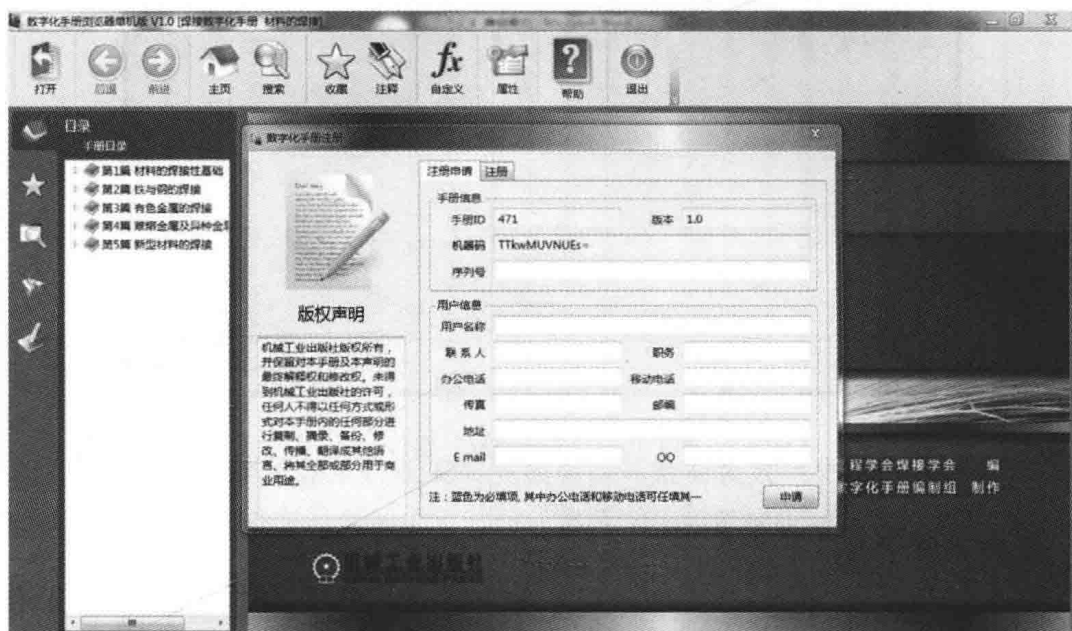 数字化手册浏览器单机版 V1.0 [焊接数字化手册 材料的焊接]
打开
后退
前进
主页
搜索
收藏
注释
fx
自定义
属性
?
帮助
退出
目录
手册目录
第1篇 材料的焊接性基础
第2篇 铁与钢的焊接
第3篇 有色金属的焊接
第4篇 难熔金属及异种金
第5篇 新型材料的焊接
数字化手册注册
版权声明
机械工业出版社版权所有,
并保留对本手册及本声明的
最终解释权和修改权。未得
到机械工业出版社的许可,
任何人不得以任何方式或形
式对本手册内的任何部分进
行复制、摘录、备份、修
改、传播、翻译成其他语
言、将其全部或部分用于商
业用途。
注册申请 注册
手册信息
手册ID 471 版本 1.0
机器码 TTkwMUVNUEs=
序列号
用户信息
用户名称
联系人 职务
办公电话 移动电话
传真 邮编
地址
E mail QQ
注:蓝色为必填项, 其中办公电话和移动电话可任填其一
申请
程学会焊接学会 编
数字化手册编制组 制作
机械工业出版社